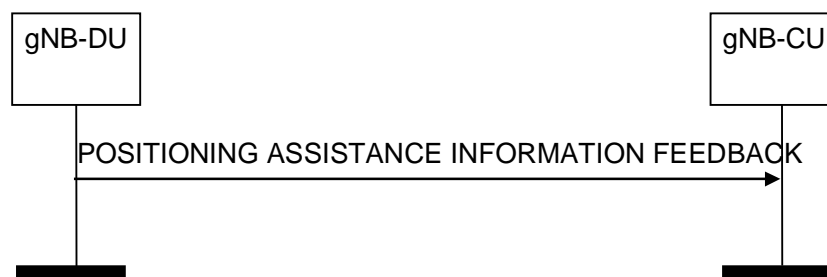 gNB-DU
gNB-CU
POSITIONING ASSISTANCE INFORMATION FEEDBACK